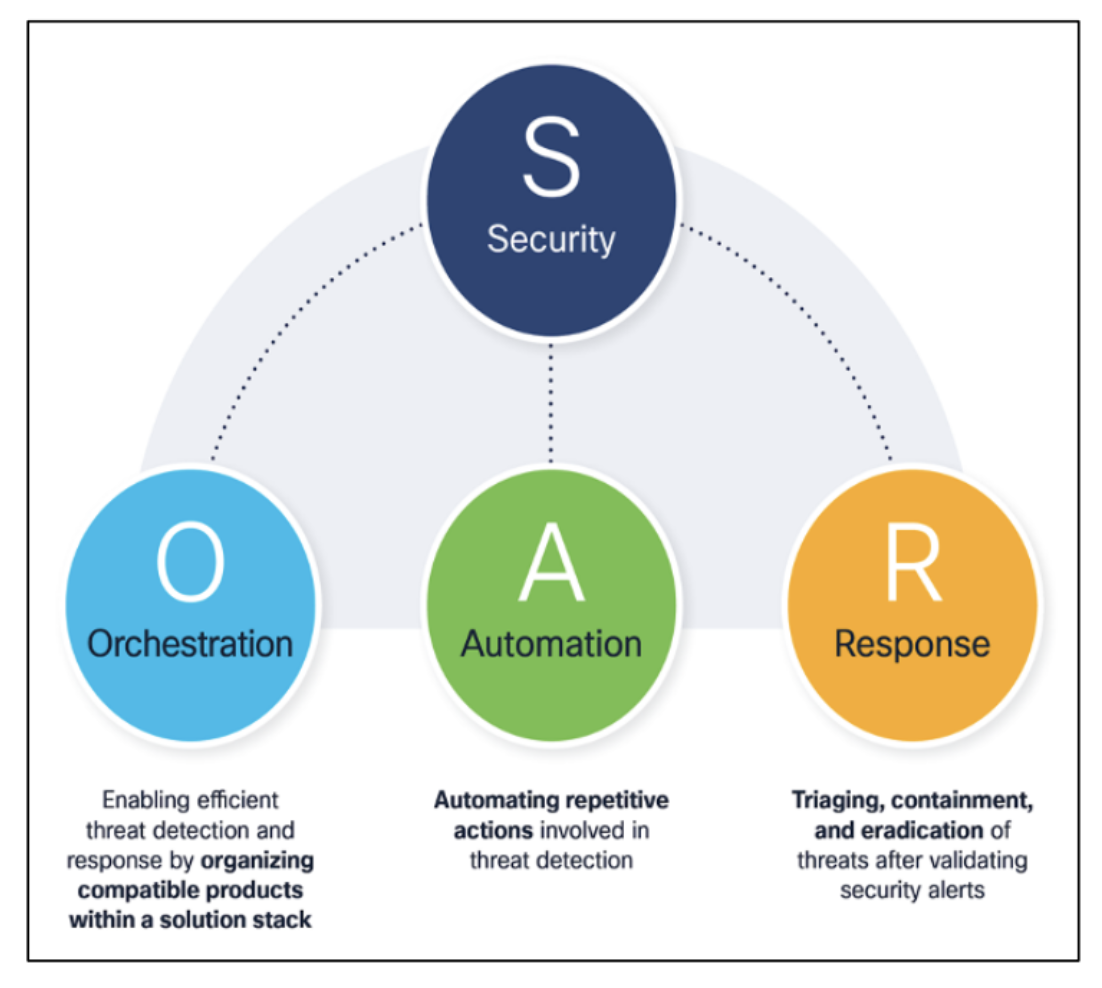 S
Security
O
Orchestration
A
Automation
R
Response
Enabling efficient
threat detection and
response by organizing
compatible products
within a solution stack
Automating repetitive
actions involved in
threat detection
Triaging, containment,
and eradication of
threats after validating
security alerts